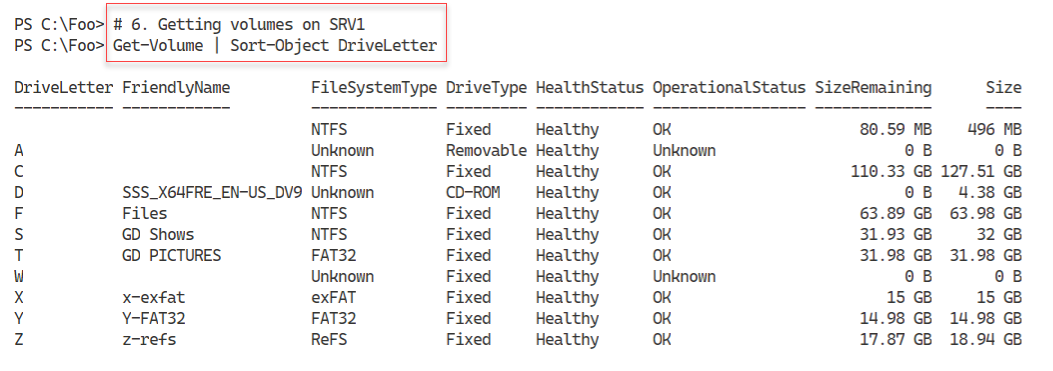 PS C:\Foo> # 6. Getting volumes on SRV1
PS C:\Foo> Get-Volume | Sort-Object DriveLetter
DriveLetter FriendlyName FileSystemType DriveType HealthStatus OperationalStatus SizeRemaining Size
----------- ------------ -------------- --------- ------------ ----------------- ------------- ----
NTFS Fixed Healthy OK 80.59 MB 496 MB
A Unknown Removable Healthy Unknown 0 B 0 B
C NTFS Fixed Healthy OK 110.33 GB 127.51 GB
D SSS_X64FRE_EN-US_DV9 Unknown CD-ROM Healthy OK 0 B 4.38 GB
F Files NTFS Fixed Healthy OK 63.89 GB 63.98 GB
S GD Shows NTFS Fixed Healthy OK 31.93 GB 32 GB
T GD PICTURES FAT32 Fixed Healthy OK 31.98 GB 31.98 GB
W Unknown Fixed Healthy Unknown 0 B 0 B
X x-exfat exFAT Fixed Healthy OK 15 GB 15 GB
Y Y-FAT32 FAT32 Fixed Healthy OK 14.98 GB 14.98 GB
Z z-refs ReFS Fixed Healthy OK 17.87 GB 18.94 GB